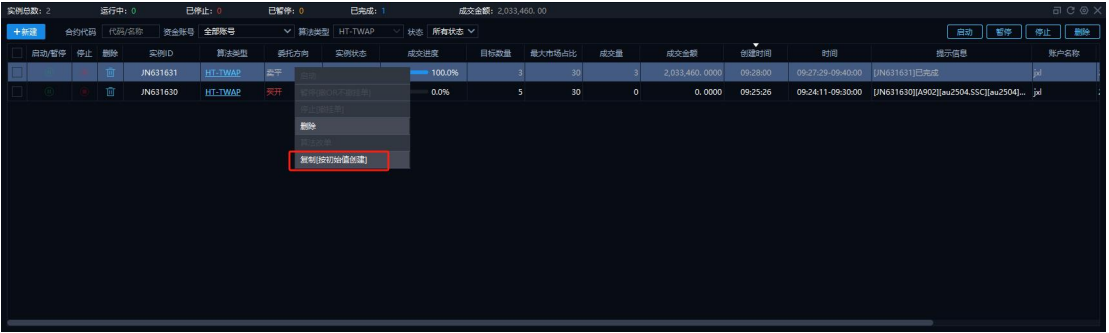 实例总数: 2 运行中: 0 已停止: 0 已暂停: 0 已完成: 1 成交金额: 2,033,460. 00
+新建 合约代码 代码/名称 资金账号 全部账号 算法类型 HT-TWAP 状态 所有状态 启动 暂停 停止 删除
启动/暂停 停止 删除 实例ID 算法类型 委托方向 实例状态 成交进度 目标数量 最大市场占比 成交量 成交金额 创建时间 时间 提示信息 账户名称
JN631631 HT-TWAP 卖平 100.0% 3 30 3 2,033,460. 0000 09:28:00 09:27:29-09:40:00 [JN631631]已完成 jxl
JN631630 HT-TWAP 买开 0.0% 5 30 0 0. 0000 09:25:26 09:24:11-09:30:00 [JN631630][A902][au2504.SSC][au2504]... jxl
删除
复制[按初始值创建]